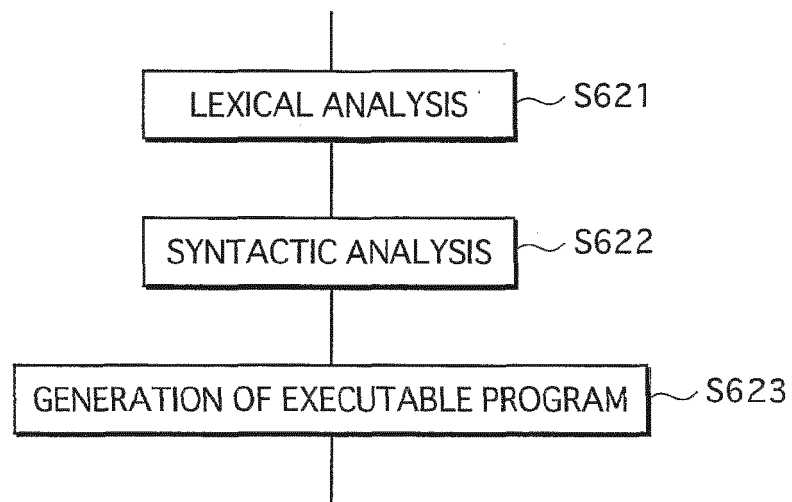 LEXICAL ANALYSIS S621
SYNTACTIC ANALYSIS S622
GENERATION OF EXECUTABLE PROGRAM S623